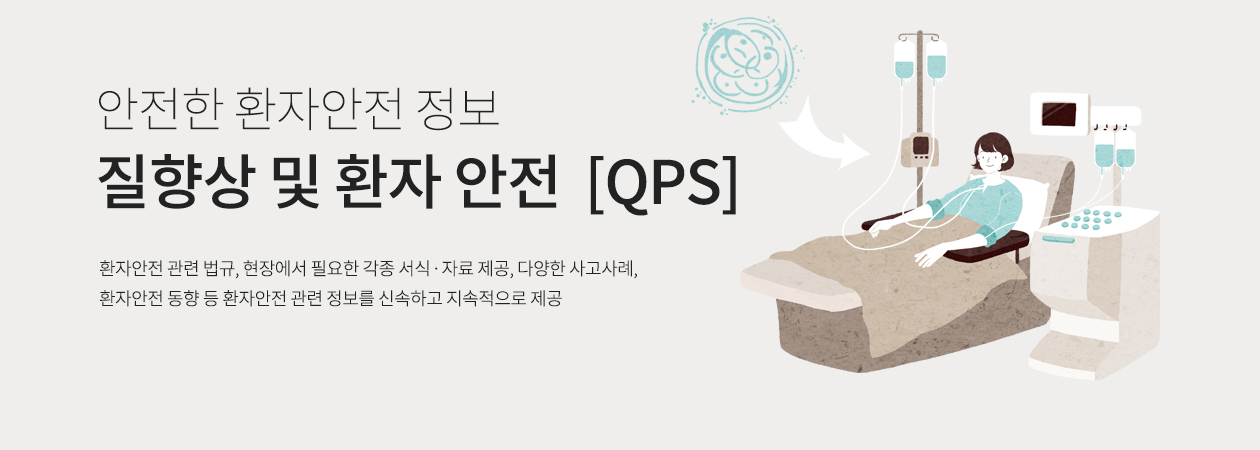 안전한 환자안전 정보
질향상 및 환자 안전 [QPS]
환자안전 관련 법규, 현장에서 필요한 각종 서식 · 자료 제공, 다양한 사고사례,
환자안전 동향 등 환자안전 관련 정보를 신속하고 지속적으로 제공